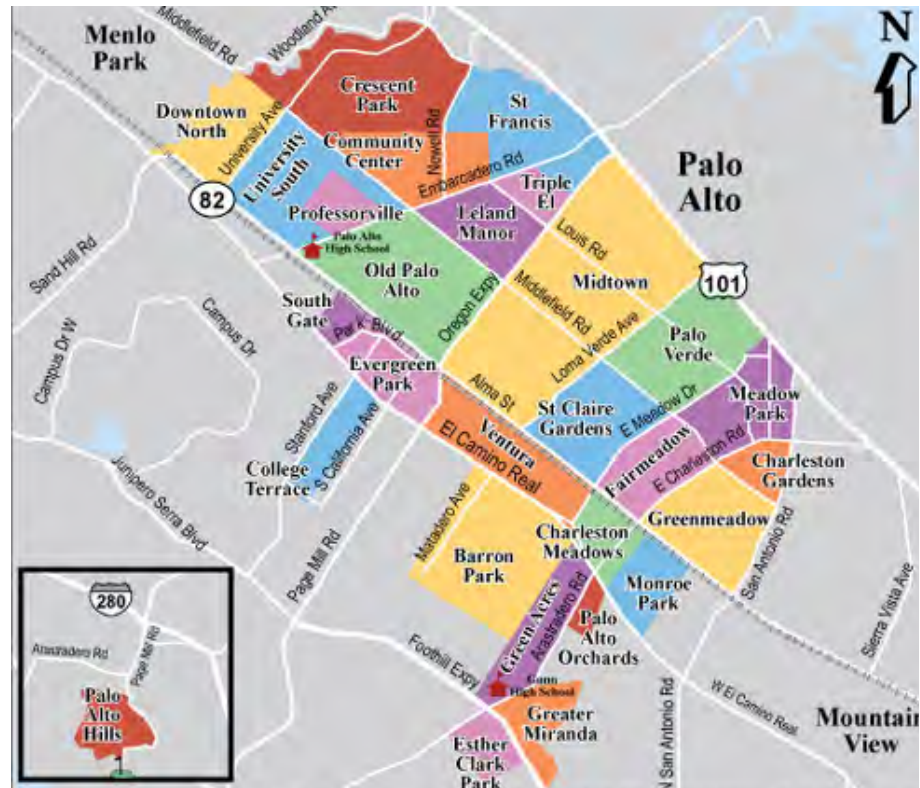 Menlo
Park
Middlefield Rd
Woodland Av
N
Crescent
Park
Downtown
North
University Ave
University
South
Community
Center
Nowell Rd
St
Francis
Embarcadero Rd
Triple
El
Palo
Alto
82
Professorville
Leland
Manor
Palo Alto
High School
Louis Rd
Sand Hill Rd
Old Palo
Alto
Oregon Expy
Midtown
101
Middlefield Rd
South
Gate
Park Blvd
Campus Dr W
Campus Dr
Loma Verde Ave
Palo
Verde
Evergreen
Park
Alma St
Meadow
Park
St Claire
Gardens
E Meadow Dr
Stanford Ave
S California Ave
Ventura
El Camino Real
Fairmeadow
E Charleston Rd
Charleston
Gardens
College
Terrace
Junipero Serra Blvd
Matadero Ave
Greenmeadow
Charleston
Meadows
Page Mill Rd
Barron
Park
San Antonio Rd
Monroe
Park
Sierra Vista Ave
280
Green Acres
Arastradero Rd
Palo
Alto
Orchards
Arastradero Rd
Page Mill Rd
Foothill Expy
Gunn
High School
Palo
Alto
Hills
Greater
Miranda
W El Camino Real
N San Antonio Rd
Mountain
View
Esther
Clark
Park